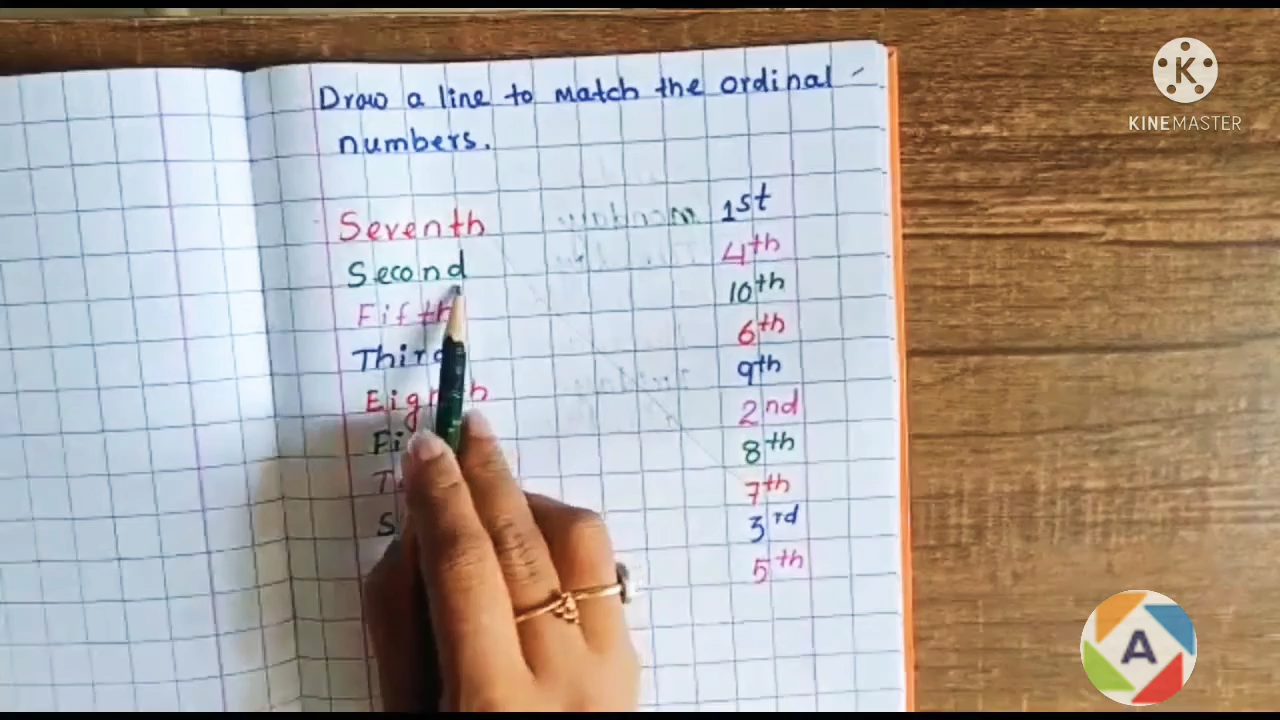 Draw a line to match the ordinal -
numbers.
Seventh 1st
Second 4th
Fifth 10th
Third 6th
9th
2nd
8th
7th
3rd
5th
KINEMASTER
K
A